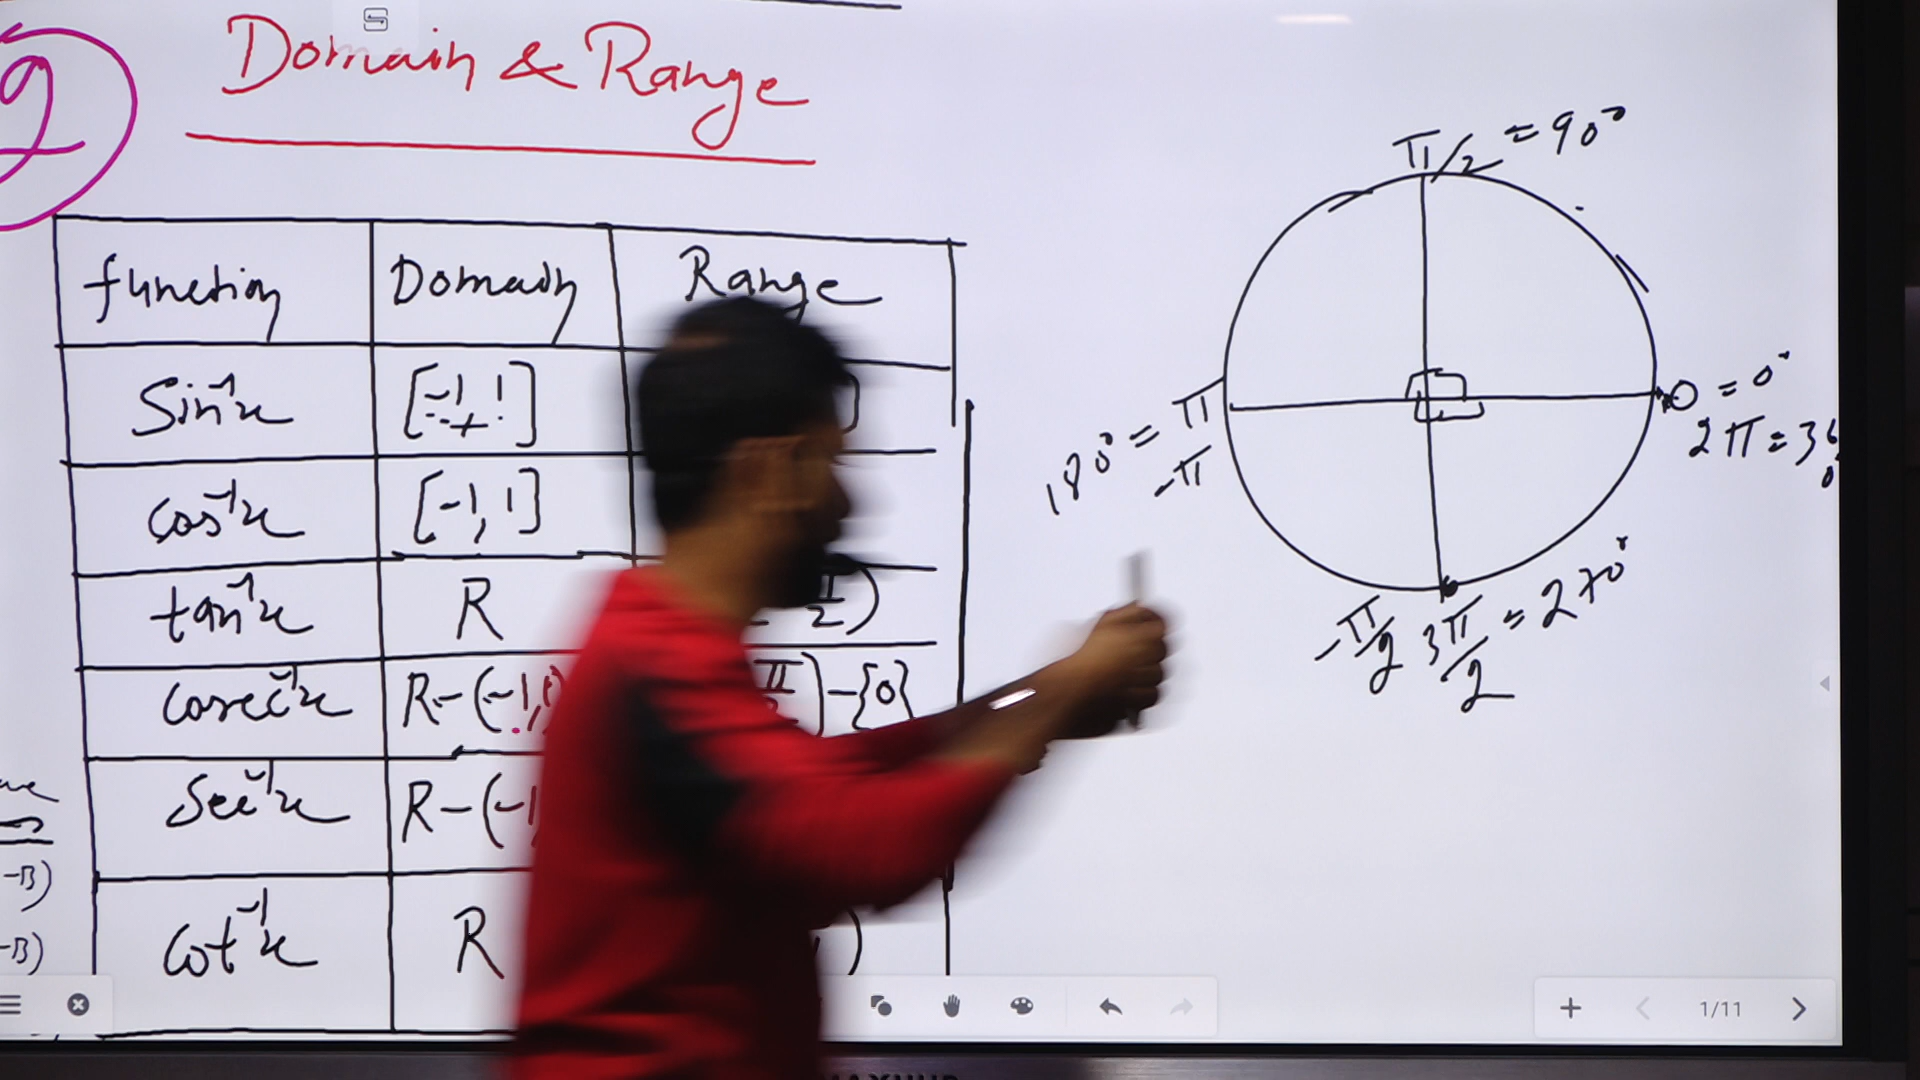 Domain & Range
function Domain Range
Sin⁻¹x [-1, 1]
Cos⁻¹x [-1, 1]
tan⁻¹x R π/2)
Cosec⁻¹x R-(-1,1) π/2)-{0}
Sec⁻¹x R-(-1
Cot⁻¹x R )
-B)
-B)
π/2 = 90°
0 = 0°
2π = 36
180° = π
-π
-π/2 3π/2 = 270°
1/11